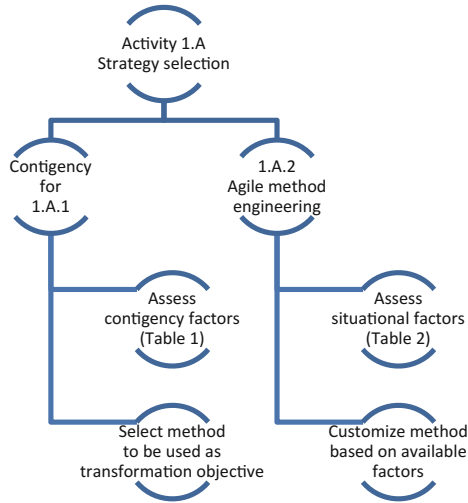 Activity 1.A
Strategy selection
Contigency
for
1.A.1
1.A.2
Agile method
engineering
Assess
contigency factors
(Table 1)
Assess
situational factors
(Table 2)
Select method
to be used as
transformation objective
Customize method
based on available
factors